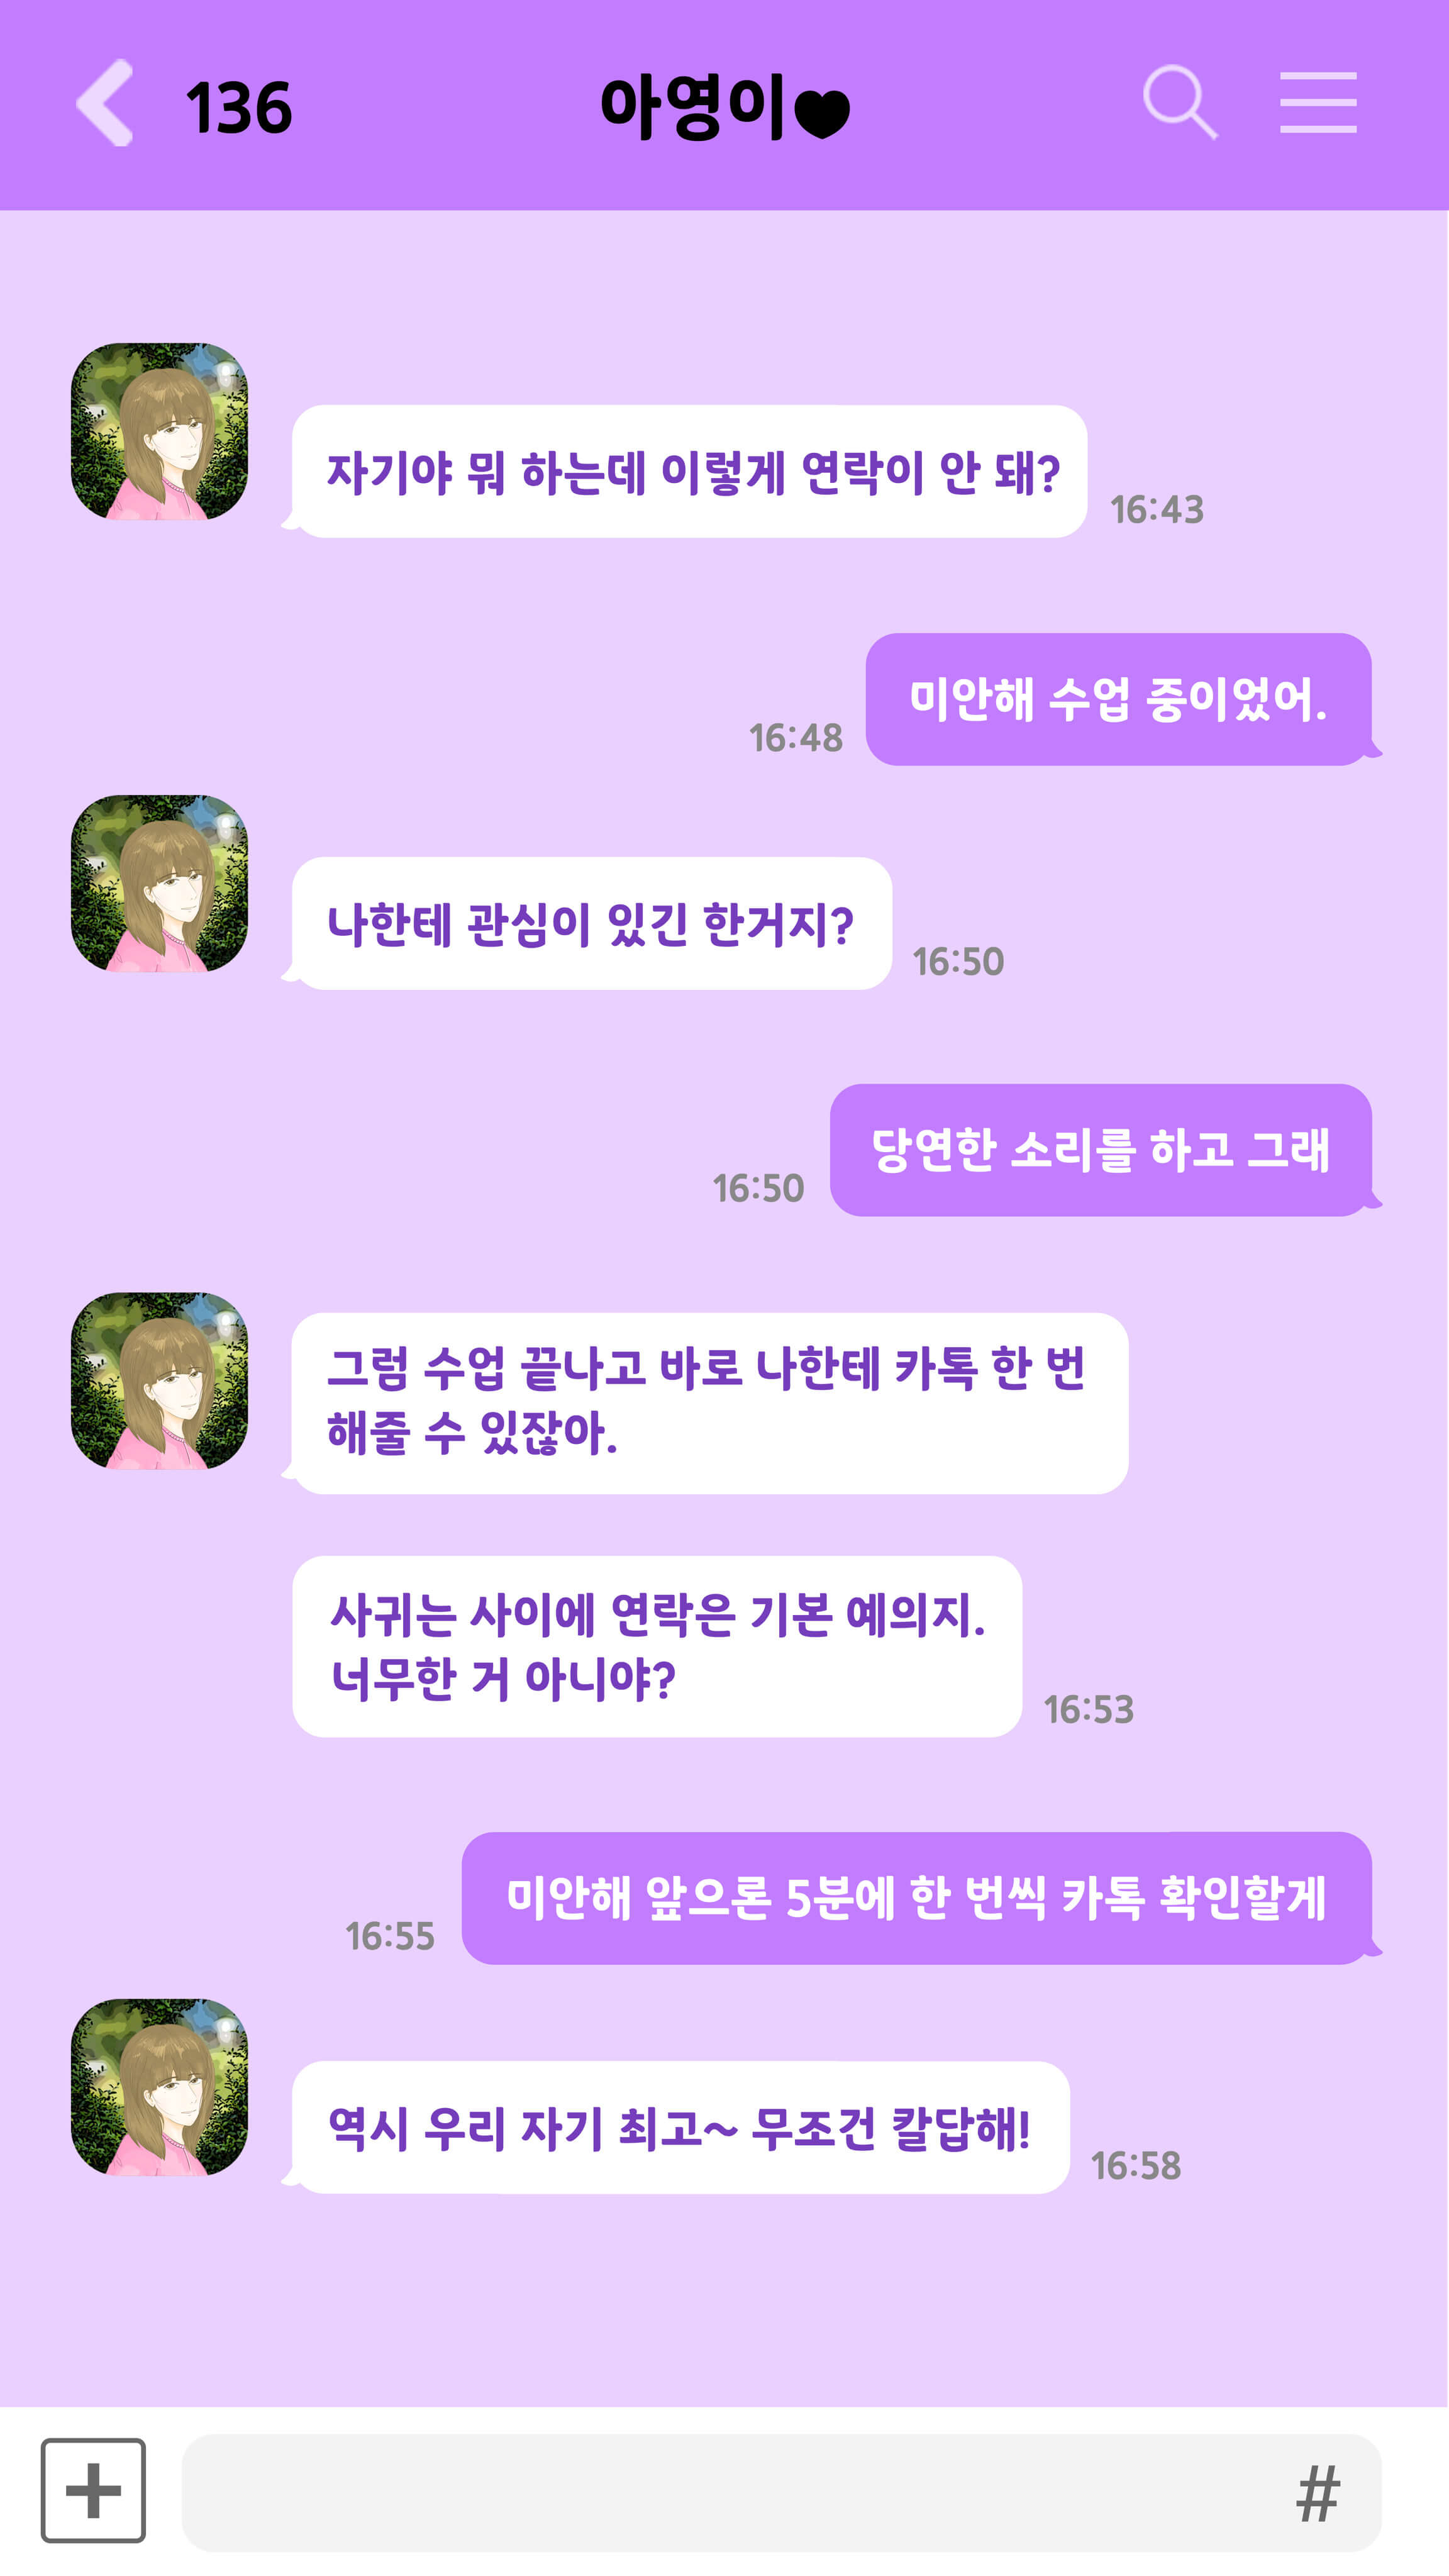 136 아영이♥
자기야 뭐 하는데 이렇게 연락이 안 돼?
16:43
미안해 수업 중이었어.
16:48
나한테 관심이 있긴 한거지?
16:50
당연한 소리를 하고 그래
16:50
그럼 수업 끝나고 바로 나한테 카톡 한 번
해줄 수 있잖아.
사귀는 사이에 연락은 기본 예의지.
너무한 거 아니야?
16:53
미안해 앞으론 5분에 한 번씩 카톡 확인할게
16:55
역시 우리 자기 최고~ 무조건 칼답해!
16:58
#